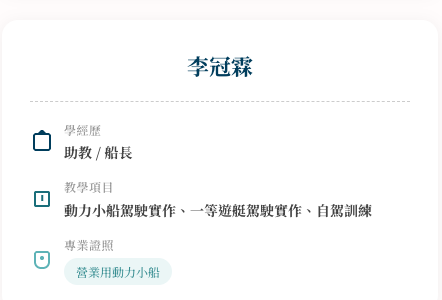 李冠霖
學經歷
助教 / 船長
教學項目
動力小船駕駛實作、一等遊艇駕駛實作、自駕訓練
專業證照
營業用動力小船